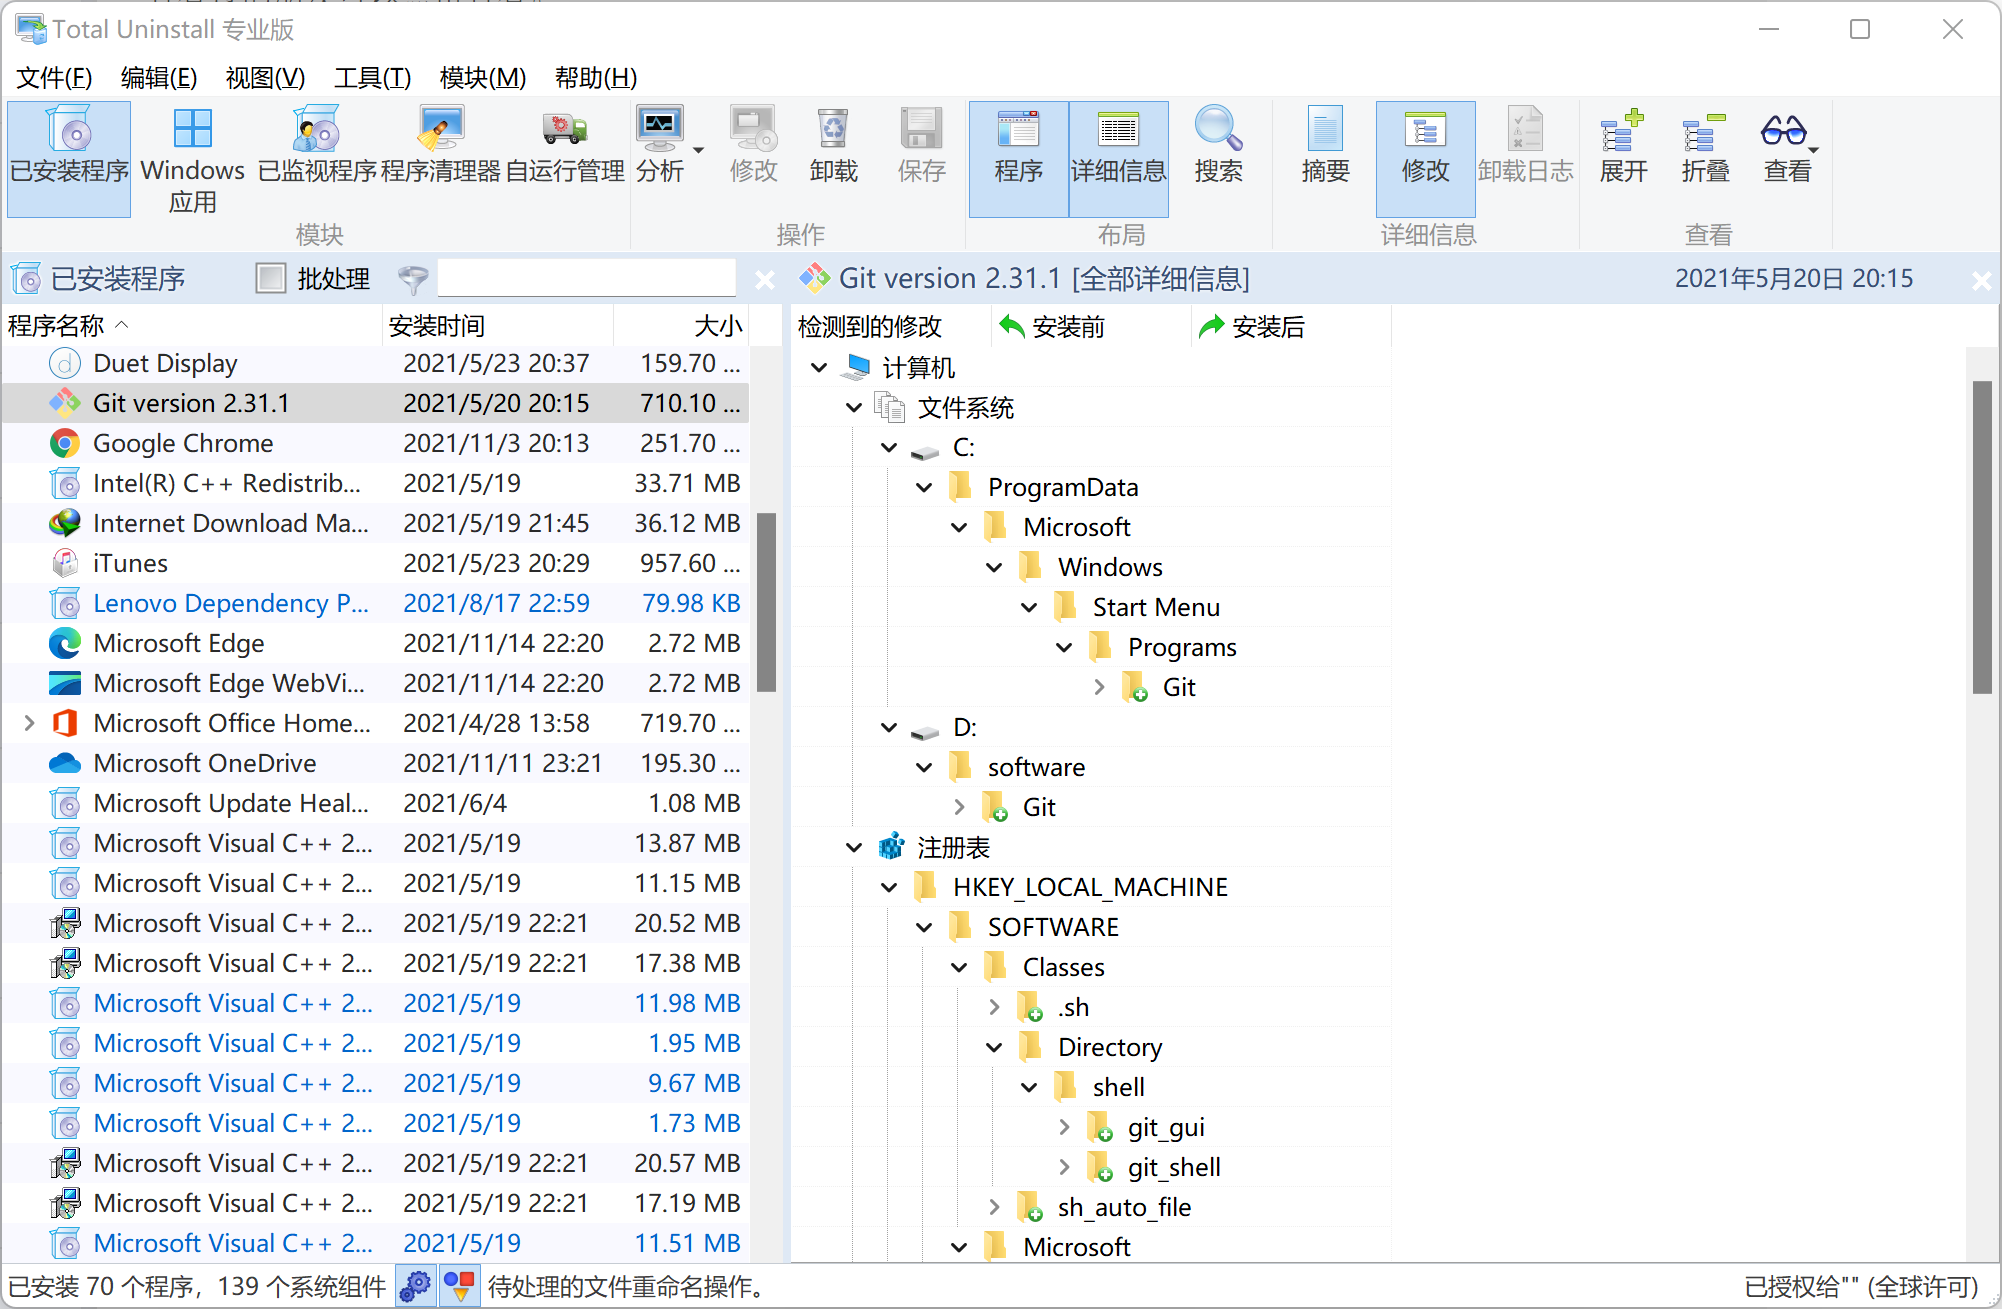 Total Uninstall 专业版
文件(F) 编辑(E) 视图(V) 工具(T) 模块(M) 帮助(H)
已安装程序 Windows 应用 已监视程序 程序清理器 自运行管理 分析 修改 卸载 保存 程序 详细信息 搜索 摘要 修改 卸载日志 展开 折叠 查看
模块 操作 布局 详细信息 查看
已安装程序 批处理
程序名称 安装时间 大小
Duet Display 2021/5/23 20:37 159.70 ...
Git version 2.31.1 2021/5/20 20:15 710.10 ...
Google Chrome 2021/11/3 20:13 251.70 ...
Intel(R) C++ Redistrib... 2021/5/19 33.71 MB
Internet Download Ma... 2021/5/19 21:45 36.12 MB
iTunes 2021/5/23 20:29 957.60 ...
Lenovo Dependency P... 2021/8/17 22:59 79.98 KB
Microsoft Edge 2021/11/14 22:20 2.72 MB
Microsoft Edge WebVi... 2021/11/14 22:20 2.72 MB
Microsoft Office Home... 2021/4/28 13:58 719.70 ...
Microsoft OneDrive 2021/11/11 23:21 195.30 ...
Microsoft Update Heal... 2021/6/4 1.08 MB
Microsoft Visual C++ 2... 2021/5/19 13.87 MB
Microsoft Visual C++ 2... 2021/5/19 11.15 MB
Microsoft Visual C++ 2... 2021/5/19 22:21 20.52 MB
Microsoft Visual C++ 2... 2021/5/19 22:21 17.38 MB
Microsoft Visual C++ 2... 2021/5/19 11.98 MB
Microsoft Visual C++ 2... 2021/5/19 1.95 MB
Microsoft Visual C++ 2... 2021/5/19 9.67 MB
Microsoft Visual C++ 2... 2021/5/19 1.73 MB
Microsoft Visual C++ 2... 2021/5/19 22:21 20.57 MB
Microsoft Visual C++ 2... 2021/5/19 22:21 17.19 MB
Microsoft Visual C++ 2... 2021/5/19 11.51 MB
Git version 2.31.1 [全部详细信息] 2021年5月20日 20:15
检测到的修改 安装前 安装后
计算机
文件系统
C:
ProgramData
Microsoft
Windows
Start Menu
Programs
Git
D:
software
Git
注册表
HKEY_LOCAL_MACHINE
SOFTWARE
Classes
.sh
Directory
shell
git_gui
git_shell
sh_auto_file
Microsoft
已安装 70 个程序，139 个系统组件 待处理的文件重命名操作。 已授权给"" (全球许可)